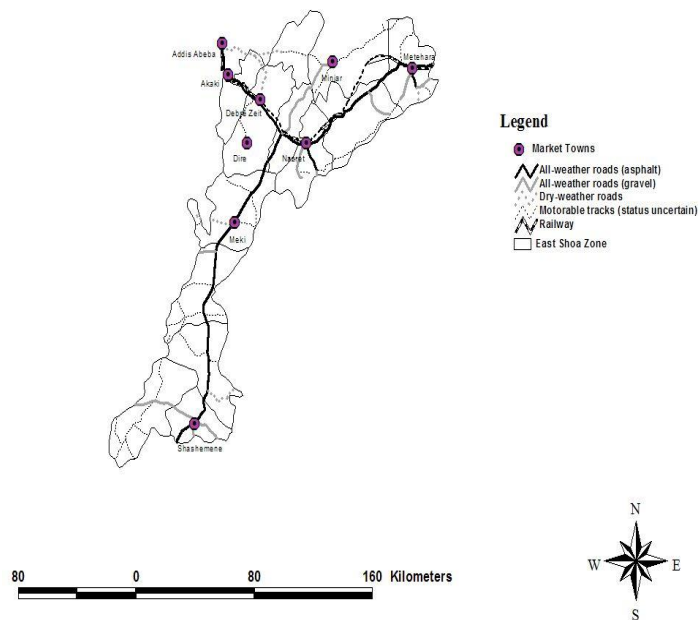 Addis Abeba
Akaki
Debre Zeit
Dire
Minjar
Metehara
Nazret
Meki
Shashemene
Legend
Market Towns
All-weather roads (asphalt)
All-weather roads (gravel)
Dry-weather roads
Motorable tracks (status uncertain)
Railway
East Shoa Zone
N
W E
S
80 0 80 160 Kilometers